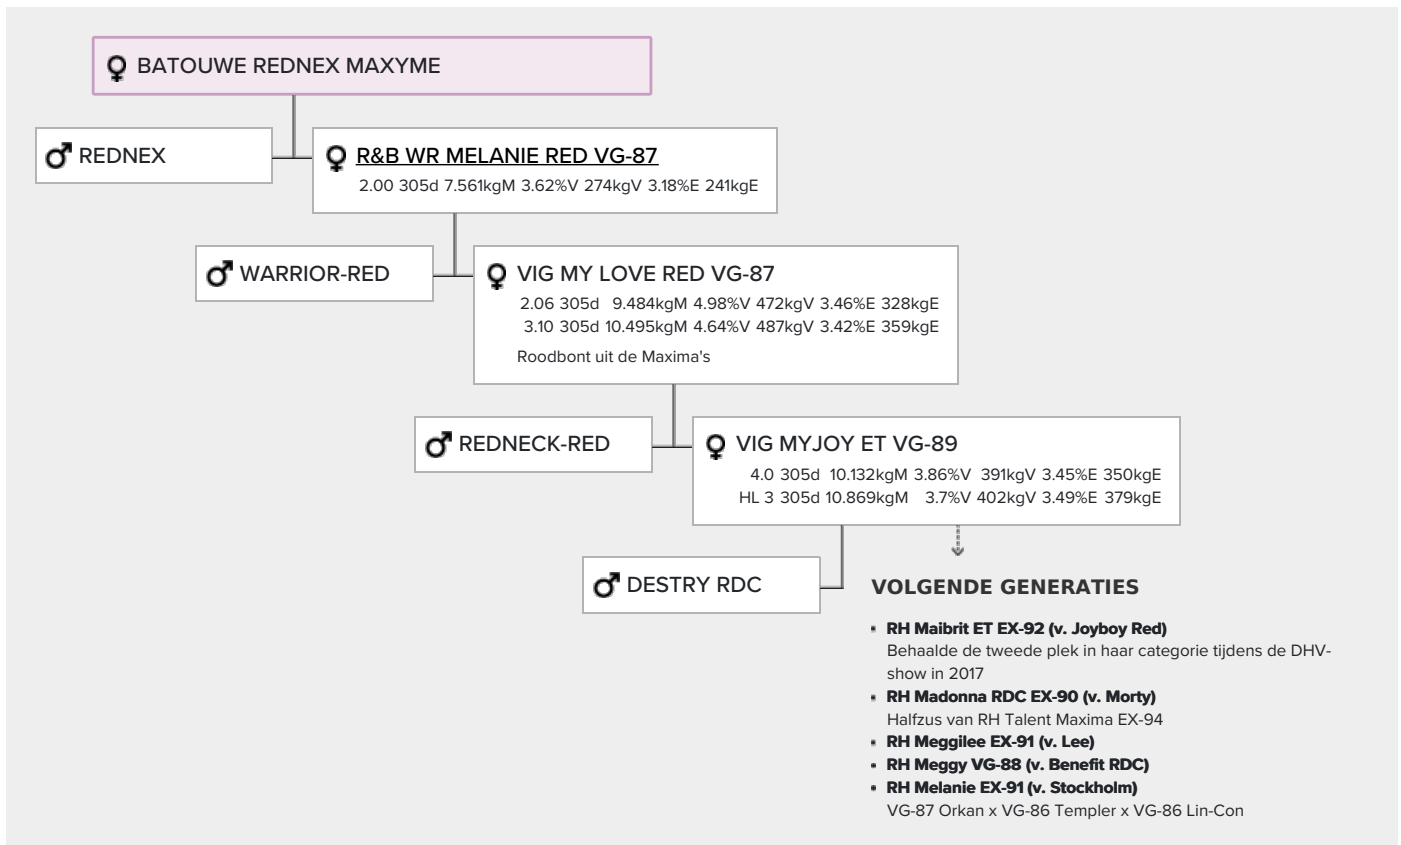 BATOUWE REDNEX MAXYME
REDNEX
R&B WR MELANIE RED VG-87
2.00 305d 7.561kgM 3.62%V 274kgV 3.18%E 241kgE
WARRIOR-RED
VIG MY LOVE RED VG-87
2.06 305d 9.484kgM 4.98%V 472kgV 3.46%E 328kgE
3.10 305d 10.495kgM 4.64%V 487kgV 3.42%E 359kgE
Roodbont uit de Maxima's
REDNECK-RED
VIG MYJOY ET VG-89
4.0 305d 10.132kgM 3.86%V 391kgV 3.45%E 350kgE
HL 3 305d 10.869kgM 3.7%V 402kgV 3.49%E 379kgE
DESTRY RDC
VOLGENDE GENERATIES
RH Maibrit ET EX-92 (v. Joyboy Red)
Behaalde de tweede plek in haar categorie tijdens de DHV-
show in 2017
RH Madonna RDC EX-90 (v. Morty)
Halfzus van RH Talent Maxima EX-94
RH Meggilee EX-91 (v. Lee)
RH Meggy VG-88 (v. Benefit RDC)
RH Melanie EX-91 (v. Stockholm)
VG-87 Orkan x VG-86 Templer x VG-86 Lin-Con